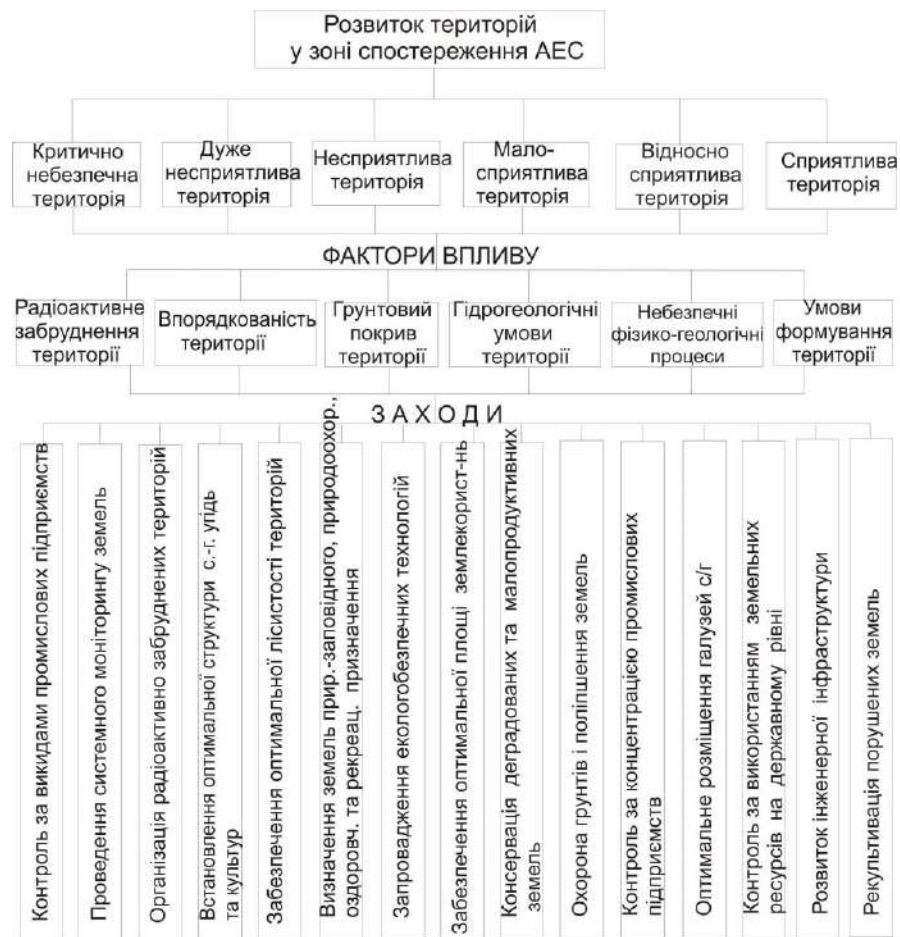 Розвиток територій
у зоні спостереження АЕС
Критично
небезпечна
територія
Дуже
несприятлива
територія
Несприятлива
територія
Мало-
сприятлива
територія
Відносно
сприятлива
територія
Сприятлива
територія
ФАКТОРИ ВПЛИВУ
Радіоактивне
забруднення
території
Впорядкованість
території
Грунтовий
покрив
території
Гідрогеологічні
умови
території
Небезпечні
фізико-геологічні
процеси
Умови
формування
території
З А Х О Д И
Контроль за викидами промислових підприємств
Проведення системного моніторингу земель
Організація радіоактивно забруднених територій
Встановлення оптимальної структури с.-г. угідь
та культур
Забезпечення оптимальної лісистості територій
Визначення земель прир.-заповідного, природоохор.,
оздоровч. та рекреац. призначення
Запровадження екологобезпечних технологій
Забезпечення оптимальної площі землекорист-нь
Консервація деградованих та малопродуктивних
земель
Охорона грунтів і поліпшення земель
Контроль за концентрацією промислових
підприємств
Оптимальне розміщення галузей с/г
Контроль за використанням земельних
ресурсів на державному рівні
Розвиток інженерної інфраструктури
Рекультивація порушених земель